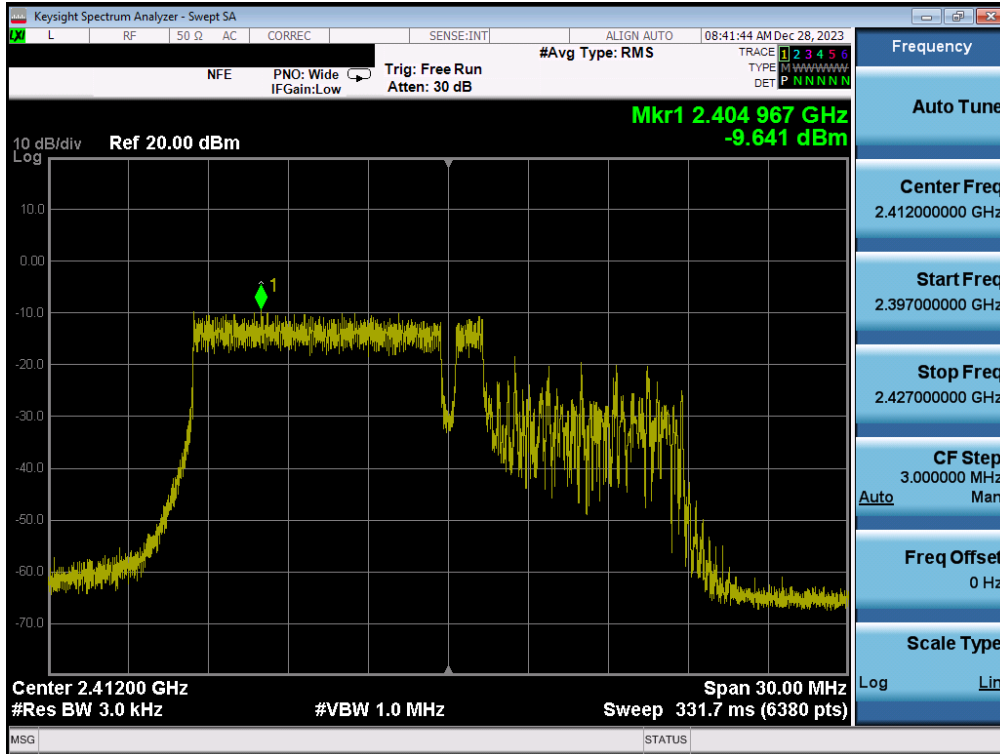 Keysight Spectrum Analyzer - Swept SA
LXI L RF 50 Ω AC CORREC SENSE:INT ALIGN AUTO 08:41:44 AM Dec 28, 2023
NFE PNO: Wide Trig: Free Run #Avg Type: RMS TRACE 1 2 3 4 5 6
IFGain:Low Atten: 30 dB TYPE M W W W W W
DET P N N N N N
Mkr1 2.404 967 GHz
-9.641 dBm
10 dB/div Ref 20.00 dBm
Log
10.0
0.00
1
-10.0
-20.0
-30.0
-40.0
-50.0
-60.0
-70.0
Center 2.41200 GHz Span 30.00 MHz
#Res BW 3.0 kHz #VBW 1.0 MHz Sweep 331.7 ms (6380 pts)
MSG STATUS
Frequency
Auto Tune
Center Freq
2.412000000 GHz
Start Freq
2.397000000 GHz
Stop Freq
2.427000000 GHz
CF Step
3.000000 MHz
Auto Man
Freq Offset
0 Hz
Scale Type
Log Lin